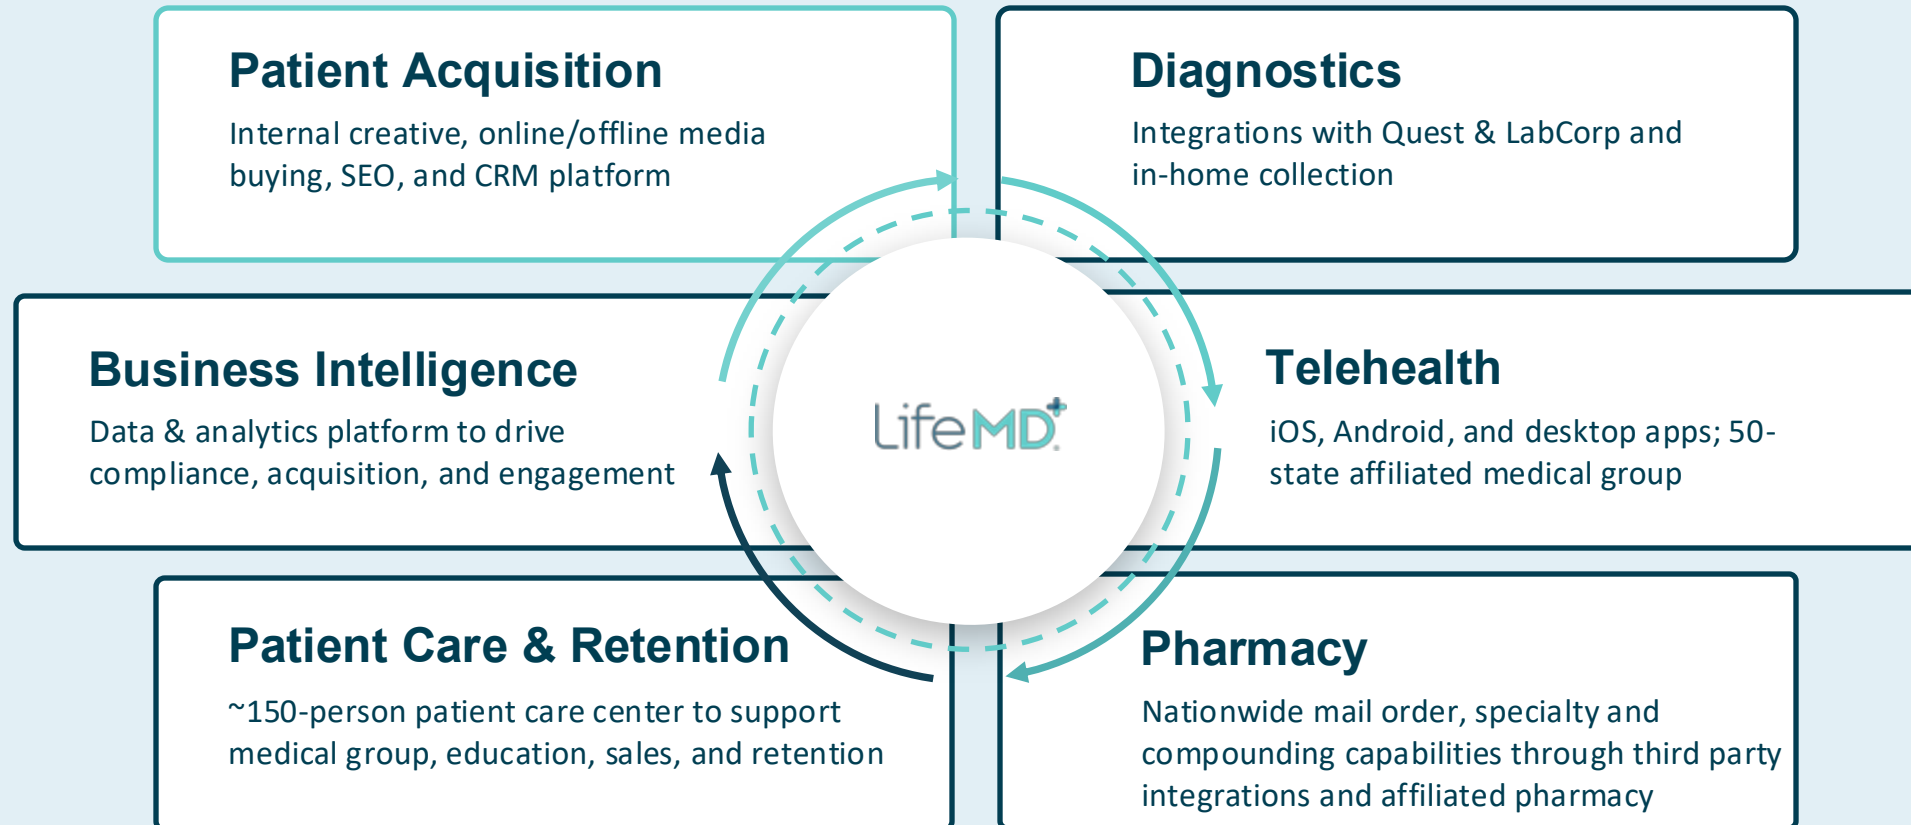 Patient Acquisition
Internal creative, online/offline media
buying, SEO, and CRM platform
Diagnostics
Integrations with Quest & LabCorp and
in-home collection
Business Intelligence
Data & analytics platform to drive
compliance, acquisition, and engagement
LifeMD
Telehealth
iOS, Android, and desktop apps; 50-
state affiliated medical group
Patient Care & Retention
~150-person patient care center to support
medical group, education, sales, and retention
Pharmacy
Nationwide mail order, specialty and
compounding capabilities through third party
integrations and affiliated pharmacy